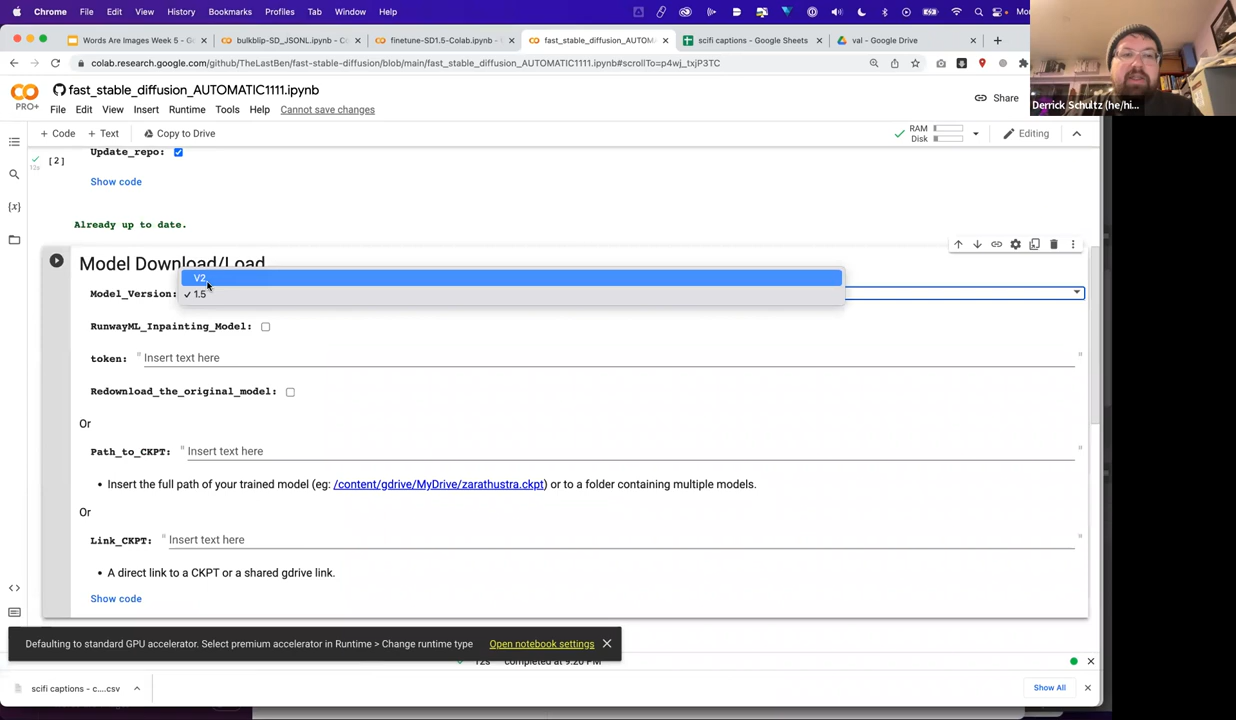 Chrome File Edit View History Bookmarks Profiles Tab Window Help
Words Are Images Week 5 - G
bulkblip-SD_JSONL.ipynb - C
finetune-SD1.5-Colab.ipynb -
fast_stable_diffusion_AUTOM
scifi captions - Google Sheets
val - Google Drive
colab.research.google.com/github/TheLastBen/fast-stable-diffusion/blob/main/fast_stable_diffusion_AUTOMATIC1111.ipynb#scrollTo=p4wj_txjP3TC
Derrick Schultz (he/hi...
CO
PRO+
fast_stable_diffusion_AUTOMATIC1111.ipynb
File Edit View Insert Runtime Tools Help Cannot save changes
Share
+ Code + Text Copy to Drive
RAM
Disk
Editing
[2]
12s
Update_repo:
Show code
Already up to date.
Model Download/Load
V2
Model_Version:
✓ 1.5
RunwayML_Inpainting_Model:
token: " Insert text here "
Redownload_the_original_model:
Or
Path_to_CKPT: " Insert text here "
• Insert the full path of your trained model (eg: /content/gdrive/MyDrive/zarathustra.ckpt) or to a folder containing multiple models.
Or
Link_CKPT: " Insert text here "
• A direct link to a CKPT or a shared gdrive link.
Show code
Defaulting to standard GPU accelerator. Select premium accelerator in Runtime > Change runtime type Open notebook settings
12s completed at 9:20 PM
scifi captions - c....csv
Show All